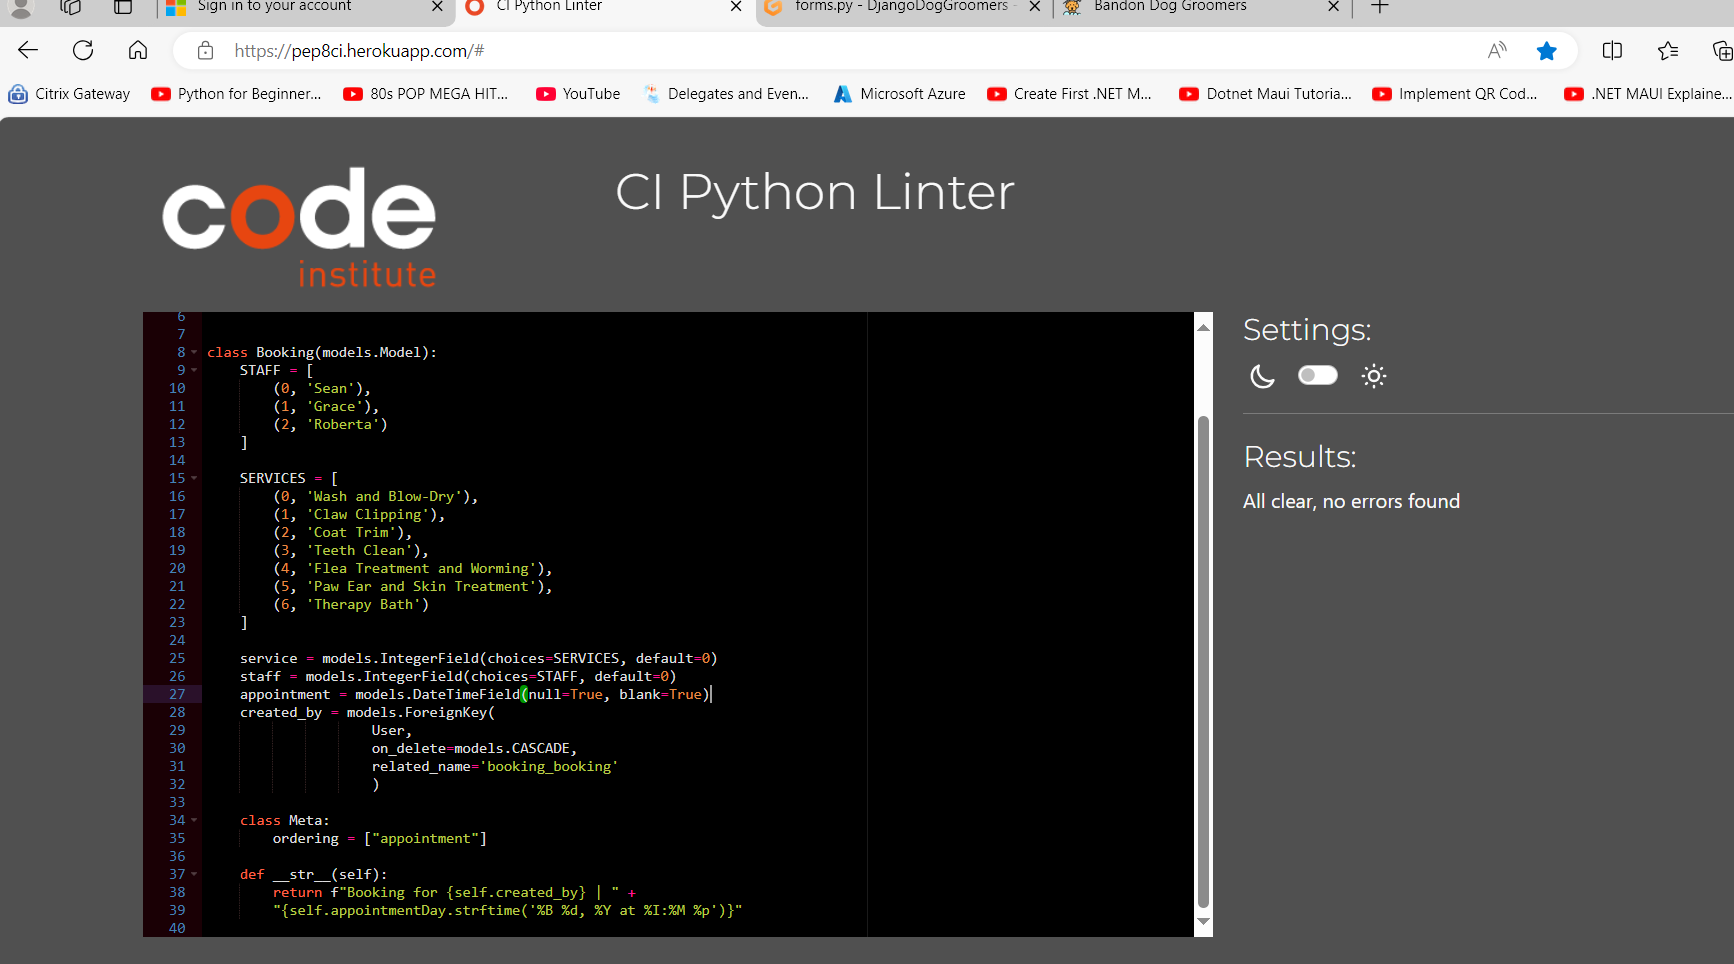 Sign in to your account
CI Python Linter
forms.py - DjangoDogGroomers -
Bandon Dog Groomers
https://pep8ci.herokuapp.com/#
Citrix Gateway
Python for Beginner...
80s POP MEGA HIT...
YouTube
Delegates and Even...
Microsoft Azure
Create First .NET M...
Dotnet Maui Tutoria...
Implement QR Cod...
.NET MAUI Explaine...
code
institute
CI Python Linter
6
7
8 class Booking(models.Model):
9 STAFF = [
10 (0, 'Sean'),
11 (1, 'Grace'),
12 (2, 'Roberta')
13 ]
14
15 SERVICES = [
16 (0, 'Wash and Blow-Dry'),
17 (1, 'Claw Clipping'),
18 (2, 'Coat Trim'),
19 (3, 'Teeth Clean'),
20 (4, 'Flea Treatment and Worming'),
21 (5, 'Paw Ear and Skin Treatment'),
22 (6, 'Therapy Bath')
23 ]
24
25 service = models.IntegerField(choices=SERVICES, default=0)
26 staff = models.IntegerField(choices=STAFF, default=0)
27 appointment = models.DateTimeField(null=True, blank=True)
28 created_by = models.ForeignKey(
29 User,
30 on_delete=models.CASCADE,
31 related_name='booking_booking'
32 )
33
34 class Meta:
35 ordering = ["appointment"]
36
37 def __str__(self):
38 return f"Booking for {self.created_by} | " +
39 "{self.appointmentDay.strftime('%B %d, %Y at %I:%M %p')}"
40
Settings:
Results:
All clear, no errors found